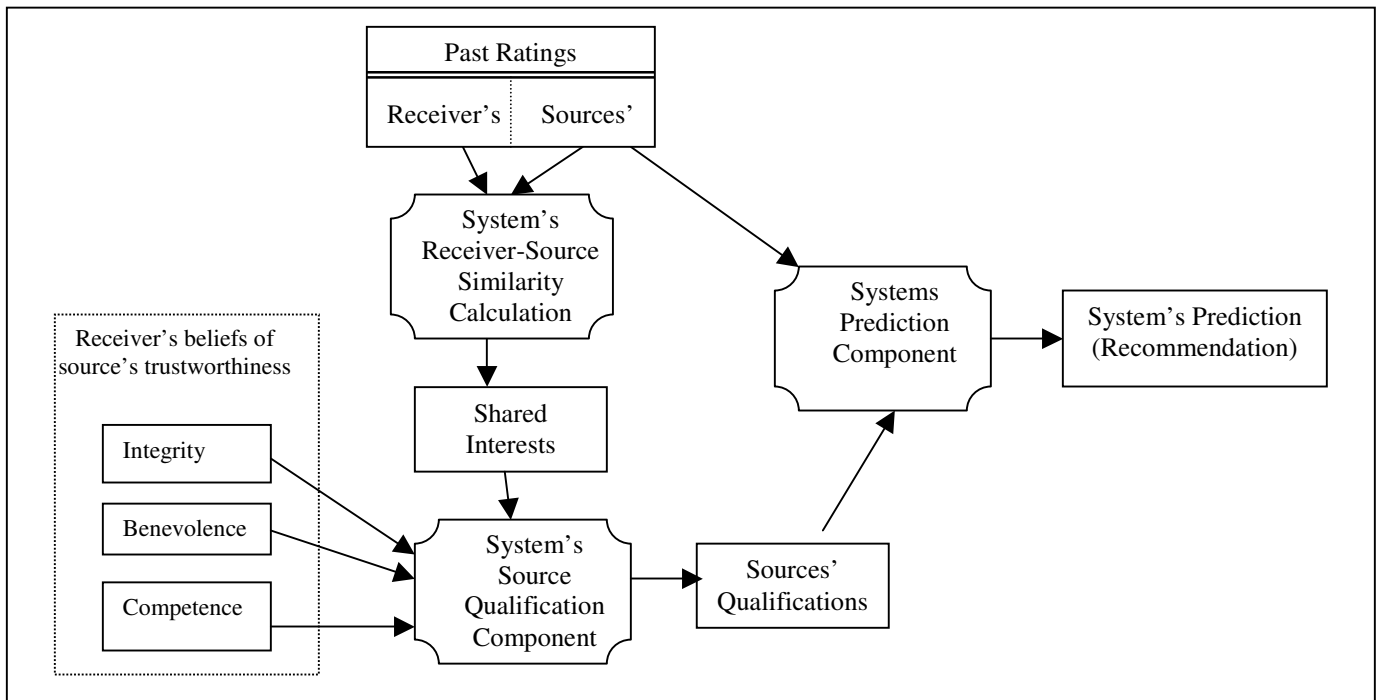 Past Ratings
Receiver's
Sources'
System's
Receiver-Source
Similarity
Calculation
Systems
Prediction
Component
System's Prediction
(Recommendation)
Receiver's beliefs of
source's trustworthiness
Shared
Interests
Integrity
Benevolence
Competence
System's
Source
Qualification
Component
Sources'
Qualifications